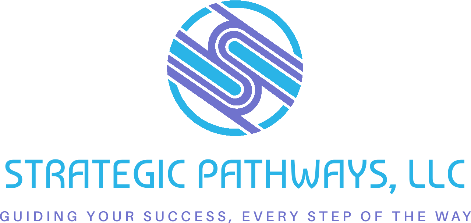 STRATEGIC PATHWAYS, LLC
GUIDING YOUR SUCCESS, EVERY STEP OF THE WAY